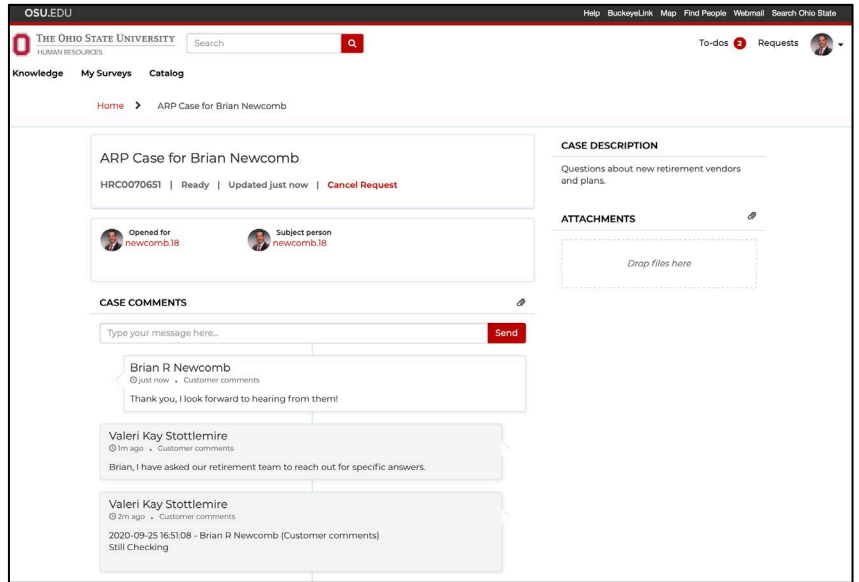 OSU.EDU
Help BuckeyeLink Map Find People Webmail Search Ohio State
THE OHIO STATE UNIVERSITY
HUMAN RESOURCES
Search
To-dos 2 Requests
Knowledge My Surveys Catalog
Home > ARP Case for Brian Newcomb
ARP Case for Brian Newcomb
HRC0070651 | Ready | Updated just now | Cancel Request
Opened for
newcomb.18
Subject person
newcomb.18
CASE COMMENTS
Type your message here...
Send
Brian R Newcomb
just now • Customer comments
Thank you, I look forward to hearing from them!
Valeri Kay Stottlemire
1m ago • Customer comments
Brian, I have asked our retirement team to reach out for specific answers.
Valeri Kay Stottlemire
2m ago • Customer comments
2020-09-25 16:51:08 - Brian R Newcomb (Customer comments)
Still Checking
CASE DESCRIPTION
Questions about new retirement vendors
and plans.
ATTACHMENTS
Drop files here